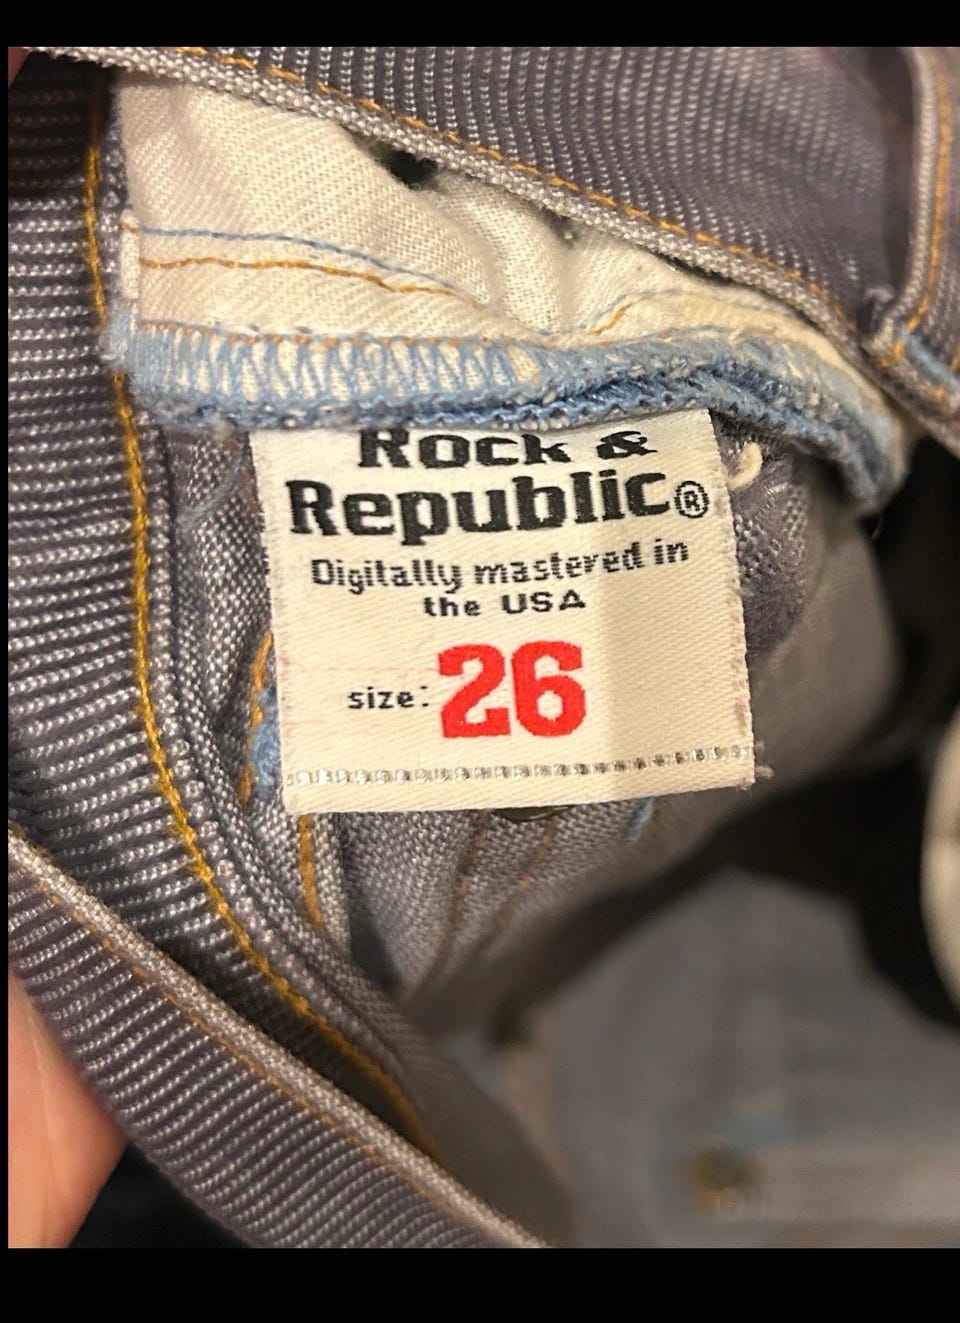 Rock &
Republic®
Digitally mastered in
the USA
size: 26